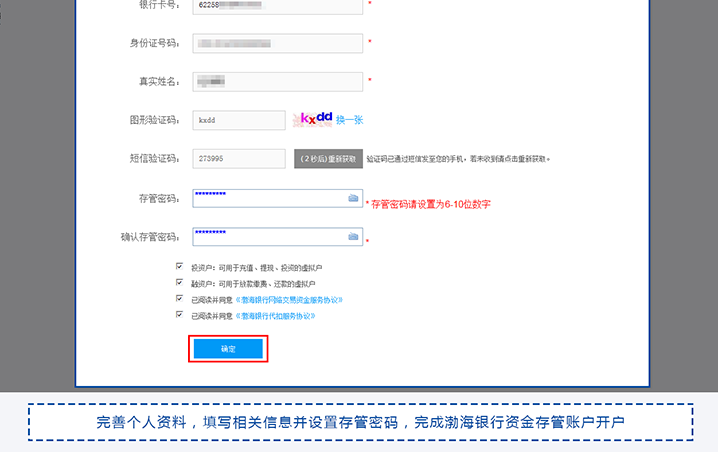 银行卡号： 62258 *
身份证号码： *
真实姓名： *
图形验证码： kxdd kxdd 换一张
短信验证码： 273995 (2秒后)重新获取 验证码已通过短信发至您的手机，若未收到请点击重新获取。
存管密码： ********* * 存管密码请设置为6-10位数字
确认存管密码： ********* *
投资户：可用于充值、提现、投资的虚拟户
融资户：可用于放款缴费、还款的虚拟户
已阅读并同意《渤海银行网络交易资金服务协议》
已阅读并同意《渤海银行代扣服务协议》
确定
完善个人资料，填写相关信息并设置存管密码，完成渤海银行资金存管账户开户